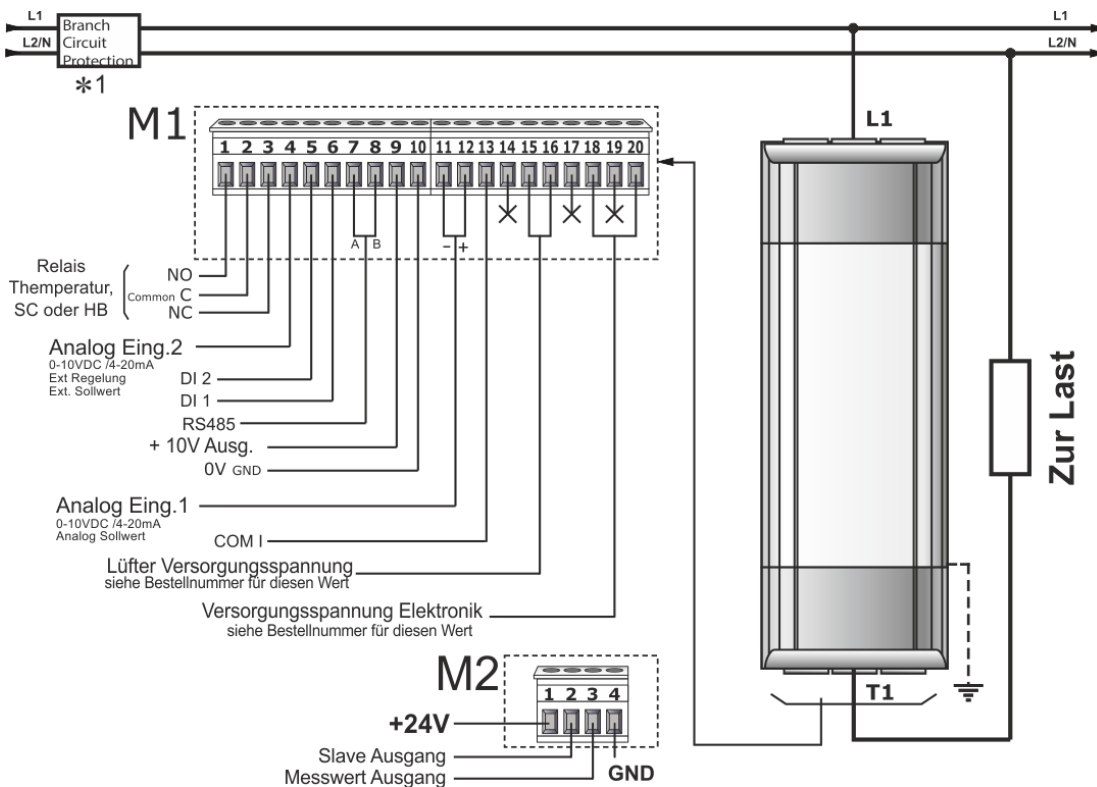 L1
L2/N
Branch
Circuit
Protection
*1
L1
L2/N
M1
1 2 3 4 5 6 7 8 9 10 11 12 13 14 15 16 17 18 19 20
A B
- +
L1
Relais
Themperatur,
SC oder HB
NO
Common C
NC
Analog Eing.2
0-10VDC /4-20mA
Ext Regelung
Ext. Sollwert
DI 2
DI 1
RS485
+ 10V Ausg.
0V GND
Analog Eing.1
0-10VDC /4-20mA
Analog Sollwert
COM I
Lüfter Versorgungsspannung
siehe Bestellnummer für diesen Wert
Versorgungsspannung Elektronik
siehe Bestellnummer für diesen Wert
Zur Last
M2
1 2 3 4
+24V
Slave Ausgang
Messwert Ausgang
GND
T1